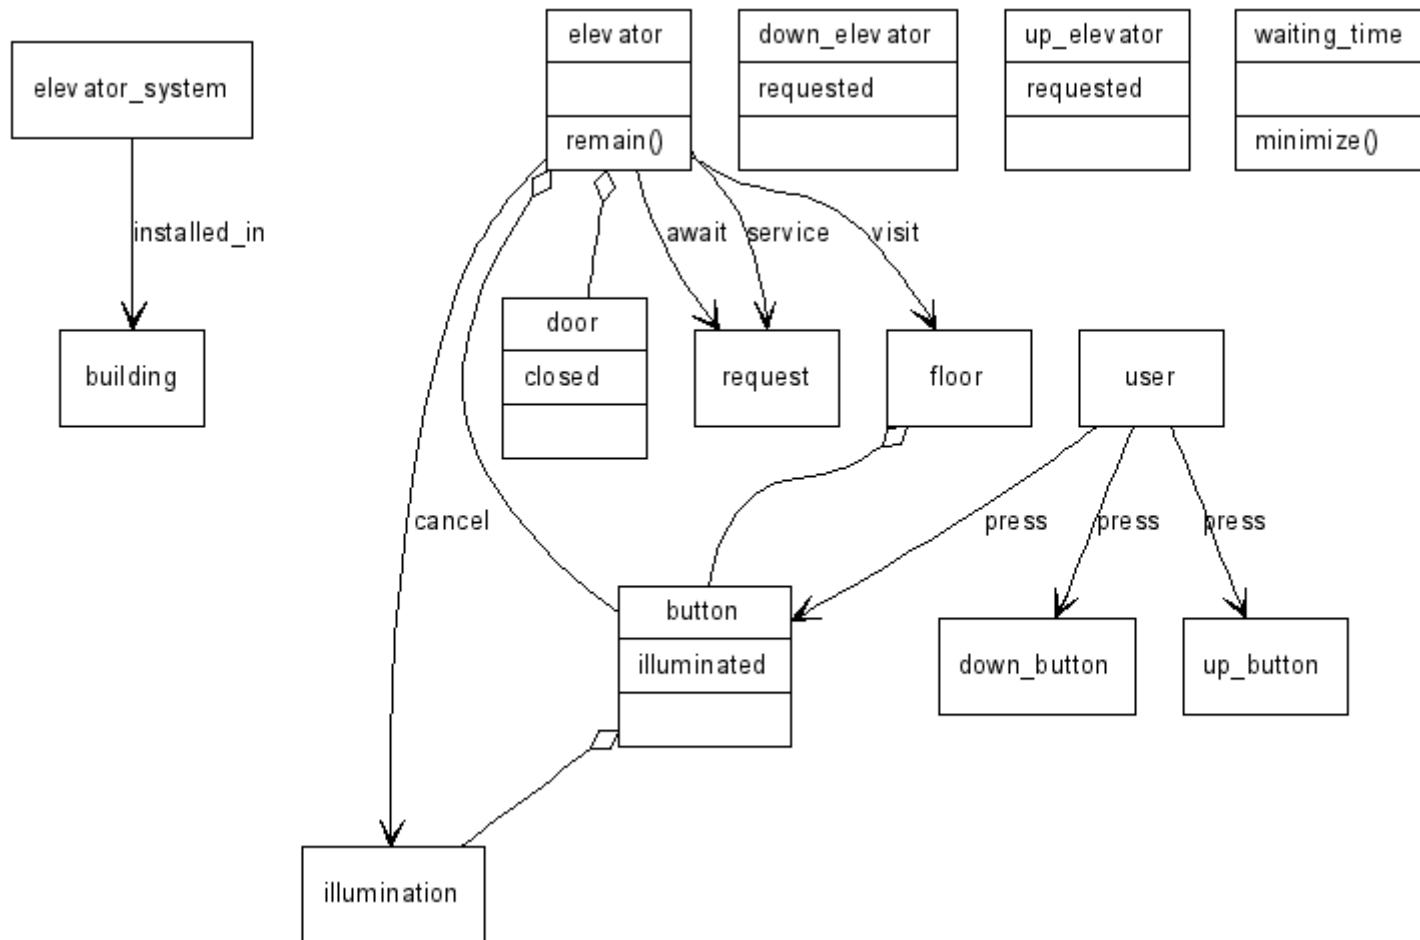 elevator_system
elevator
remain()
down_elevator
requested
up_elevator
requested
waiting_time
minimize()
installed_in
await
service
visit
building
door
closed
request
floor
user
cancel
press
press
press
button
illuminated
down_button
up_button
illumination